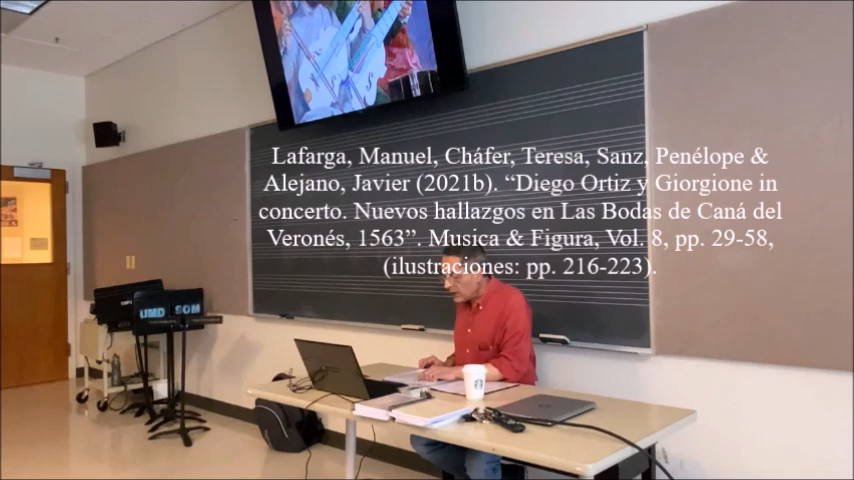 Lafarga, Manuel, Cháfer, Teresa, Sanz, Penélope &
Alejano, Javier (2021b). “Diego Ortiz y Giorgione in
concerto. Nuevos hallazgos en Las Bodas de Caná del
Veronés, 1563”. Musica & Figura, Vol. 8, pp. 29-58,
(ilustraciones: pp. 216-223).
UMD SOM